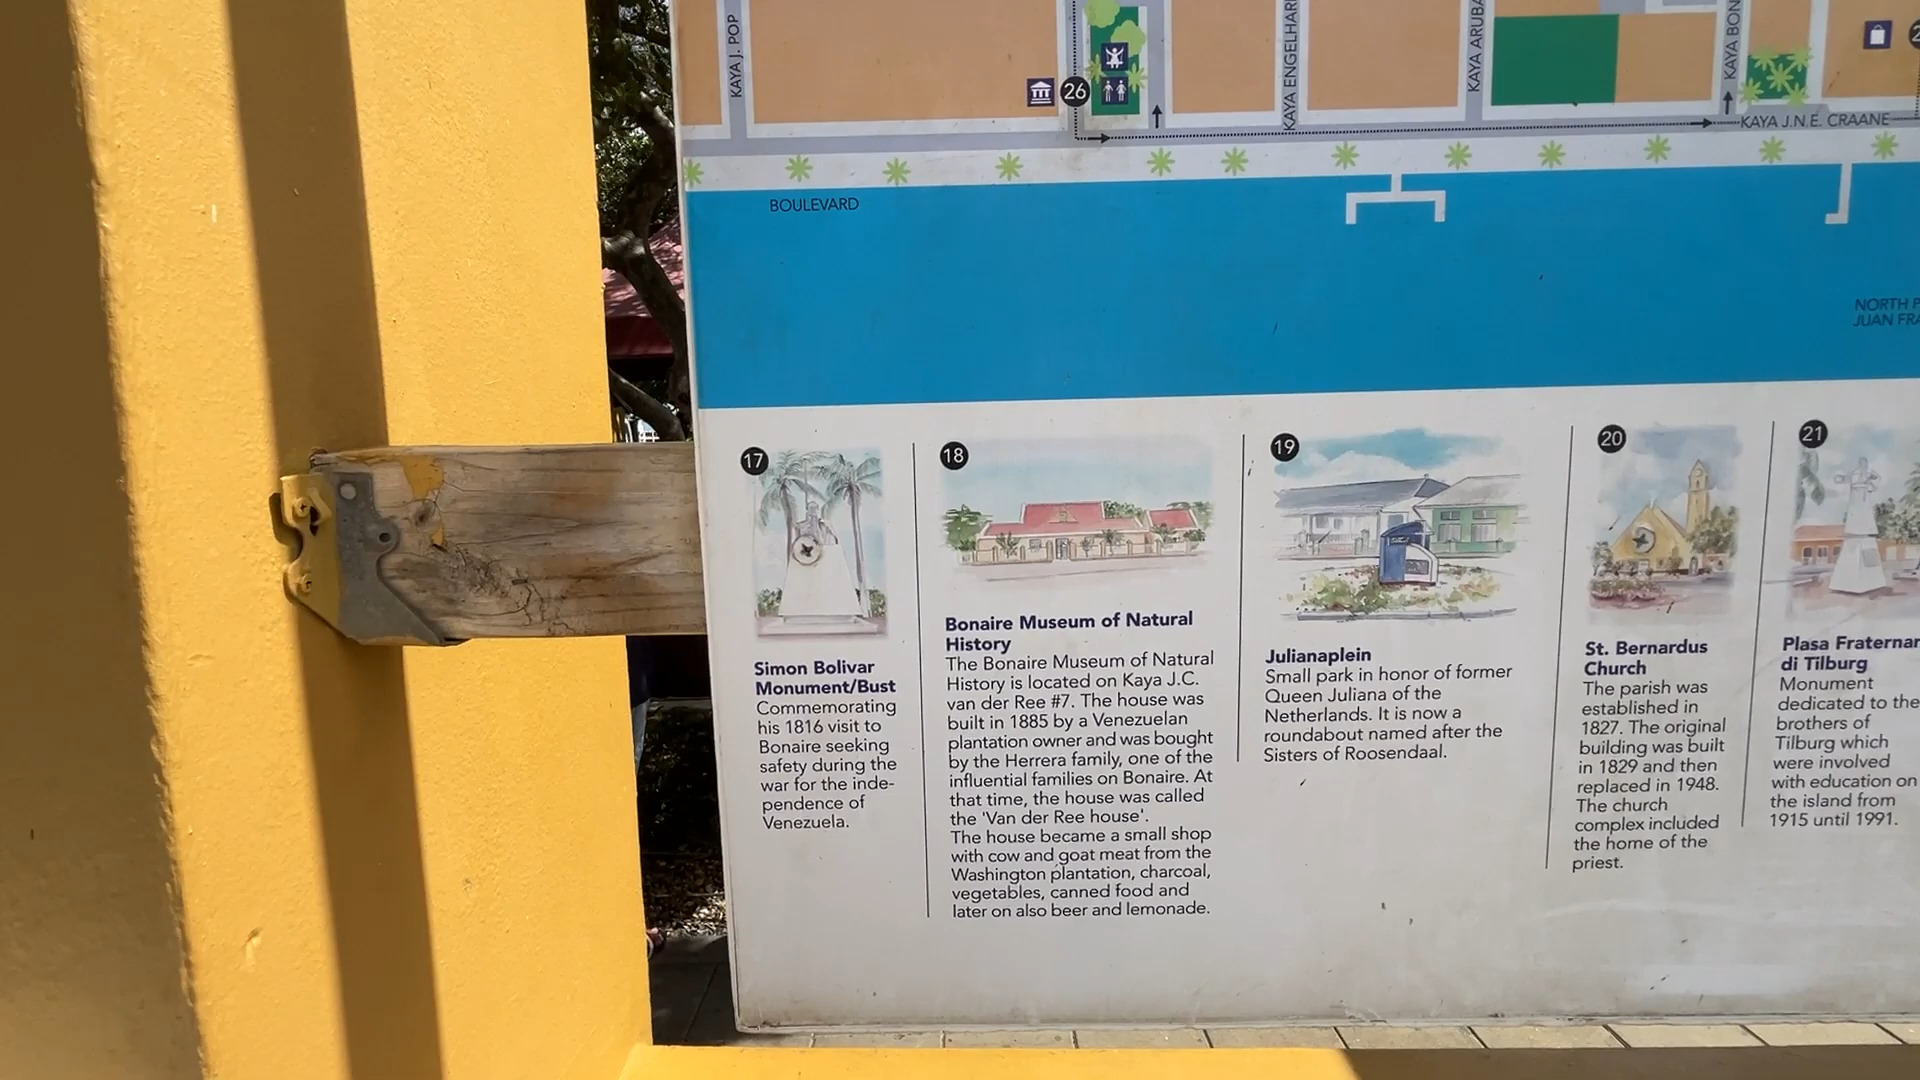 KAYA J. POP
26
KAYA ENGELHAR
KAYA ARUBA
KAYA BON
KAYA J.N.E. CRAANE
BOULEVARD
NORTH P
JUAN FRA
17
Simon Bolivar
Monument/Bust
Commemorating
his 1816 visit to
Bonaire seeking
safety during the
war for the inde-
pendence of
Venezuela.
18
Bonaire Museum of Natural
History
The Bonaire Museum of Natural
History is located on Kaya J.C.
van der Ree #7. The house was
built in 1885 by a Venezuelan
plantation owner and was bought
by the Herrera family, one of the
influential families on Bonaire. At
that time, the house was called
the 'Van der Ree house'.
The house became a small shop
with cow and goat meat from the
Washington plantation, charcoal,
vegetables, canned food and
later on also beer and lemonade.
19
Julianaplein
Small park in honor of former
Queen Juliana of the
Netherlands. It is now a
roundabout named after the
Sisters of Roosendaal.
20
St. Bernardus
Church
The parish was
established in
1827. The original
building was built
in 1829 and then
replaced in 1948.
The church
complex included
the home of the
priest.
21
Plasa Fraternar
di Tilburg
Monument
dedicated to the
brothers of
Tilburg which
were involved
with education on
the island from
1915 until 1991.